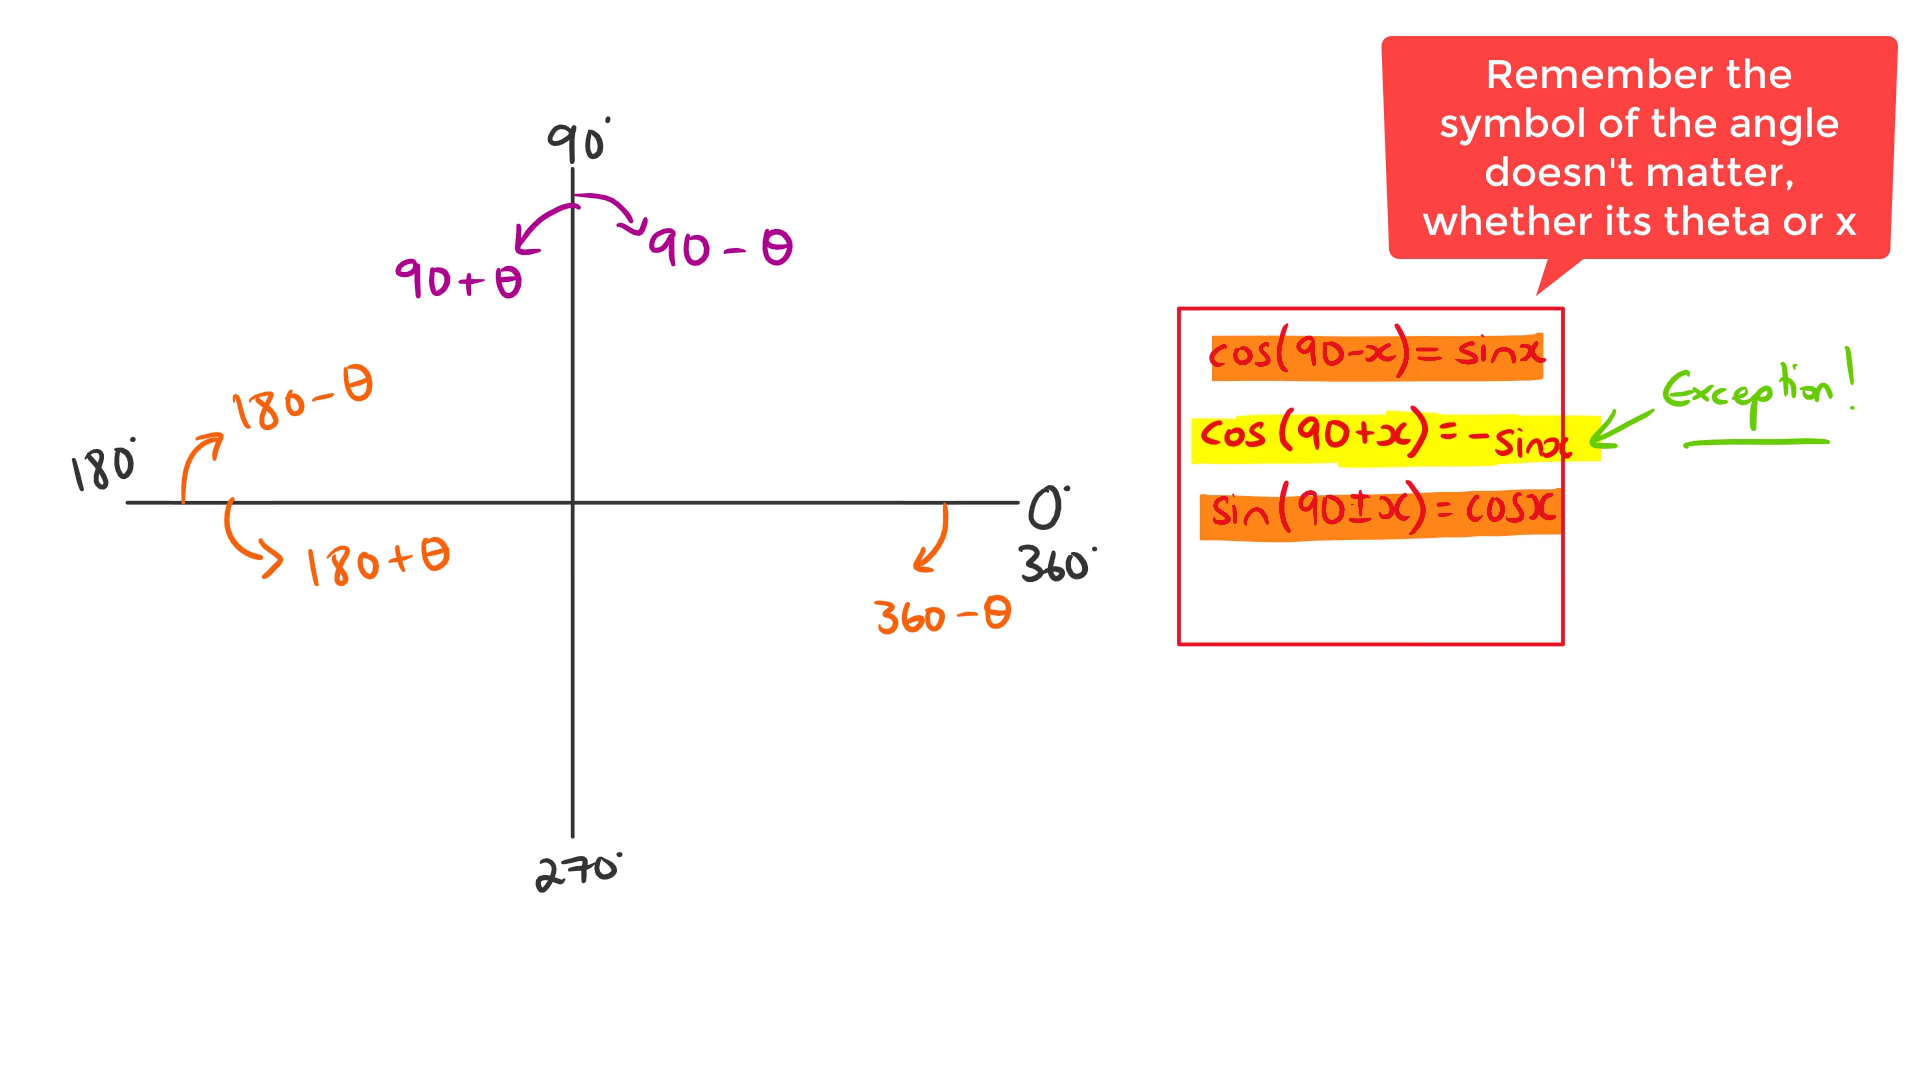 Remember the
symbol of the angle
doesn't matter,
whether its theta or x
90°
90+θ
90-θ
180-θ
180°
180+θ
0°
360°
360-θ
270°
cos(90-x)= sinx
cos(90+x)=-sinx
sin(90±x)= cosx
Exception!